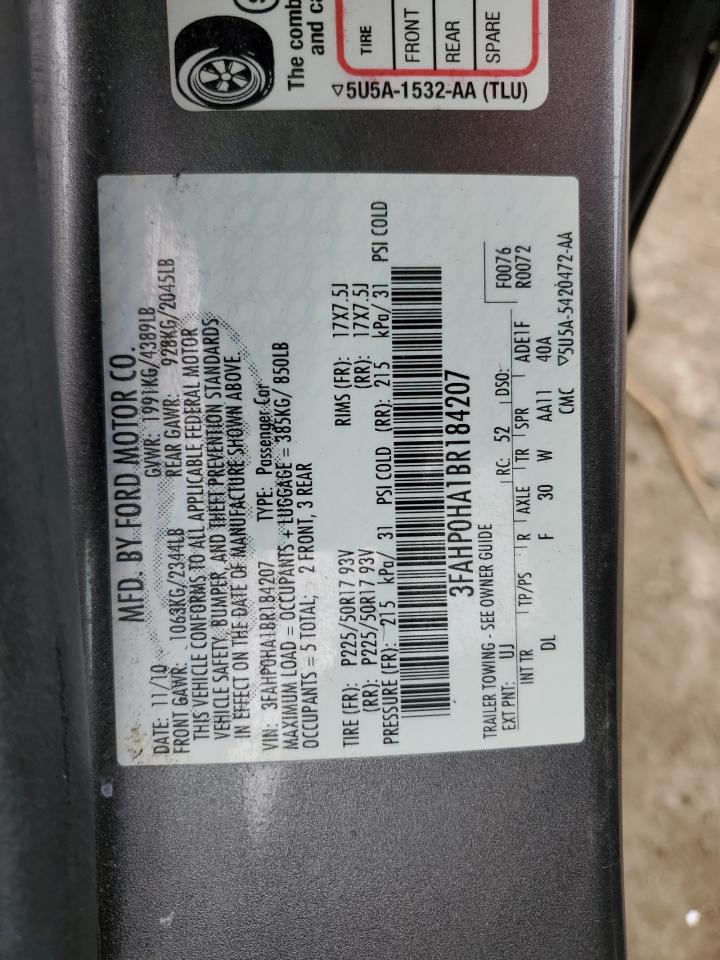 The comb
and ca
TIRE
FRONT
REAR
SPARE
▽5U5A-1532-AA (TLU)
MFD. BY FORD MOTOR CO.
DATE: 11/10 GVWR: 1991KG/4389LB
FRONT GAWR: 1063KG/2344LB REAR GAWR: 928KG/2045LB
THIS VEHICLE CONFORMS TO ALL APPLICABLE FEDERAL MOTOR
VEHICLE SAFETY, BUMPER, AND THEFT PREVENTION STANDARDS
IN EFFECT ON THE DATE OF MANUFACTURE SHOWN ABOVE.
VIN: 3FAHP0HA1BR184207 TYPE: Passenger Car
MAXIMUM LOAD = OCCUPANTS + LUGGAGE = 385KG/ 850LB
OCCUPANTS = 5 TOTAL; 2 FRONT, 3 REAR
TIRE (FR): P225/50R17 93V RIMS (FR): 17X7.5J
(RR): P225/50R17 93V (RR): 17X7.5J
PRESSURE (FR): 215 kPa/ 31 PSI COLD (RR): 215 kPa/ 31 PSI COLD
3FAHP0HA1BR184207
TRAILER TOWING - SEE OWNER GUIDE F0076
EXT PNT: UJ RC: 52 DSO: R0072
INT TR TP/PS R AXLE TR SPR ADE1F
DL F 30 W AA11 40A
CMC ▽5U5A-5420472-AA